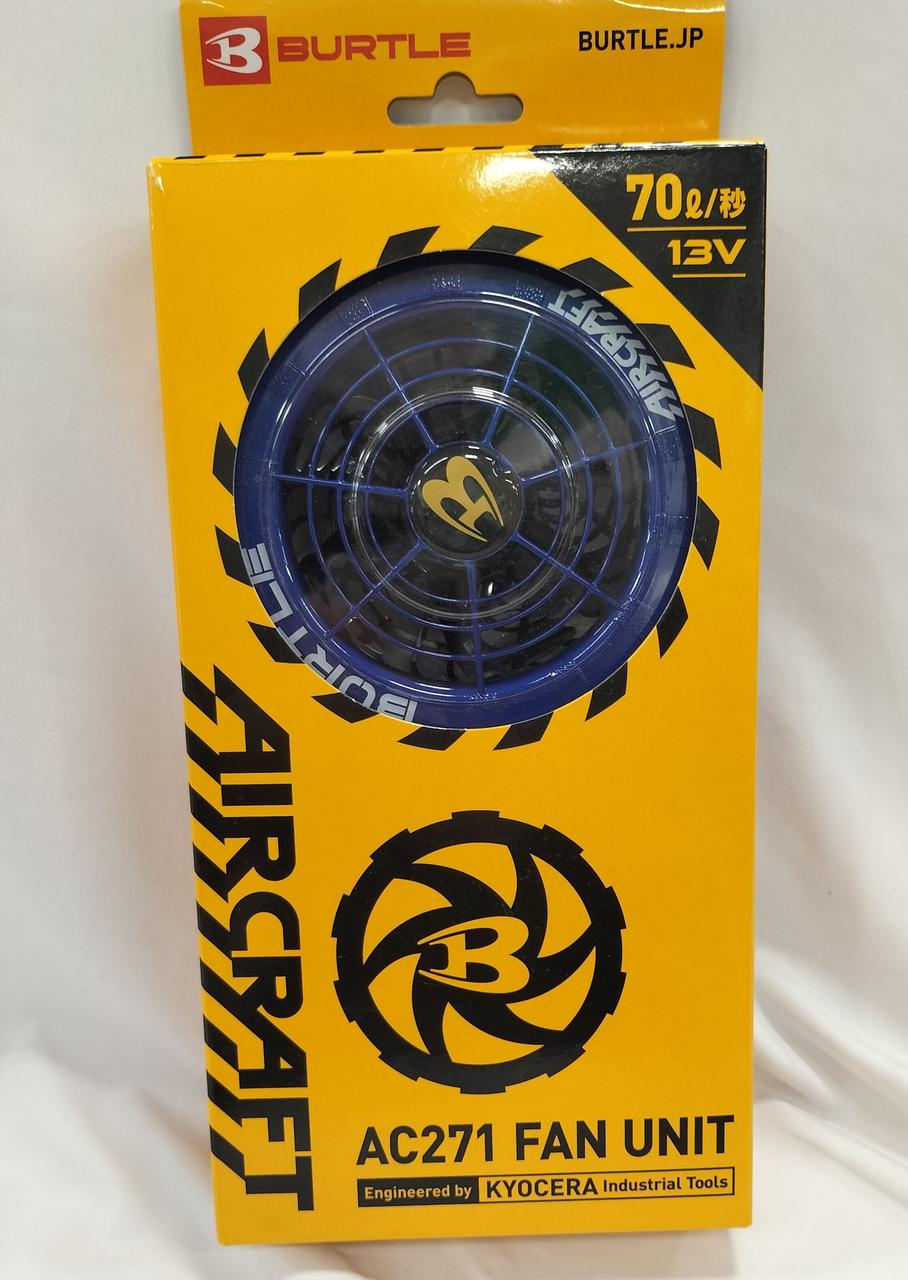 B BURTLE
BURTLE.JP
70ℓ/秒
13V
AIRCRAFT
B
BURTLE
AIRCRAFT
B
AC271 FAN UNIT
Engineered by KYOCERA Industrial Tools